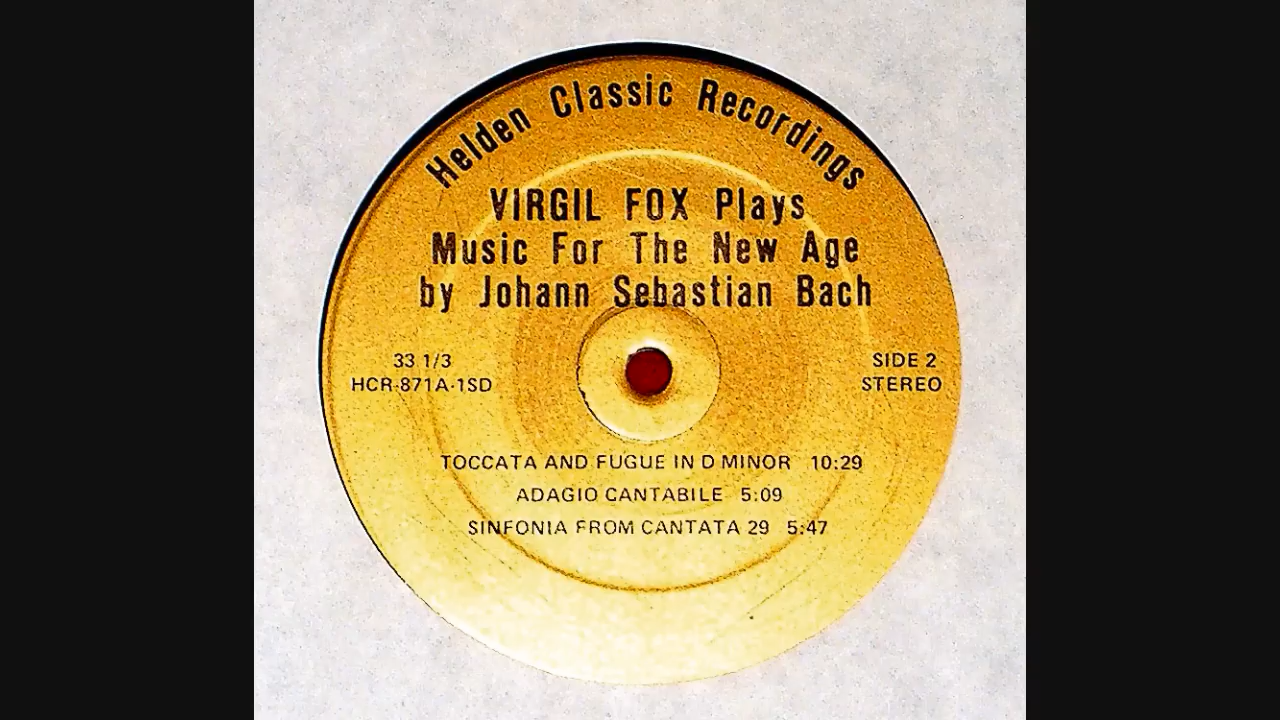 Helden Classic Recordings
VIRGIL FOX Plays
Music For The New Age
by Johann Sebastian Bach
33 1/3
HCR-871A-1SD
SIDE 2
STEREO
TOCCATA AND FUGUE IN D MINOR 10:29
ADAGIO CANTABILE 5:09
SINFONIA FROM CANTATA 29 5:47